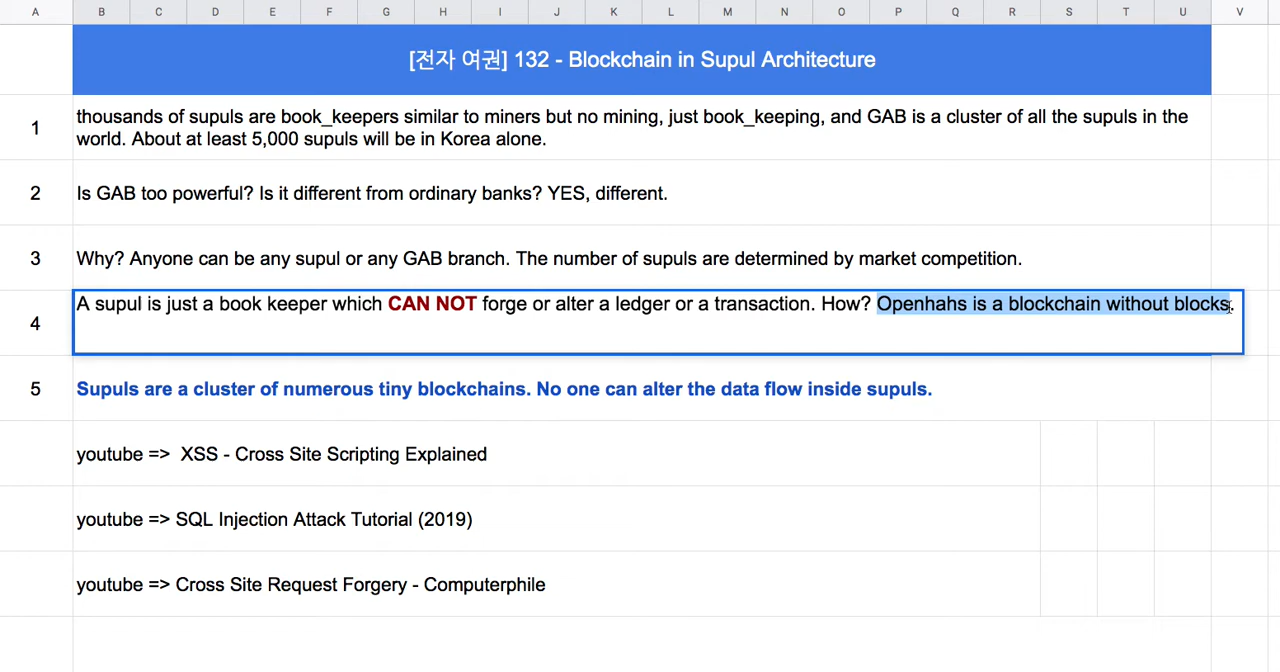 A B C D E F G H I J K L M N O P Q R S T U V
[전자 여권] 132 - Blockchain in Supul Architecture
1 thousands of supuls are book_keepers similar to miners but no mining, just book_keeping, and GAB is a cluster of all the supuls in the
world. About at least 5,000 supuls will be in Korea alone.
2 Is GAB too powerful? Is it different from ordinary banks? YES, different.
3 Why? Anyone can be any supul or any GAB branch. The number of supuls are determined by market competition.
4 A supul is just a book keeper which CAN NOT forge or alter a ledger or a transaction. How? Openhahs is a blockchain without blocks.
5 Supuls are a cluster of numerous tiny blockchains. No one can alter the data flow inside supuls.
youtube => XSS - Cross Site Scripting Explained
youtube => SQL Injection Attack Tutorial (2019)
youtube => Cross Site Request Forgery - Computerphile